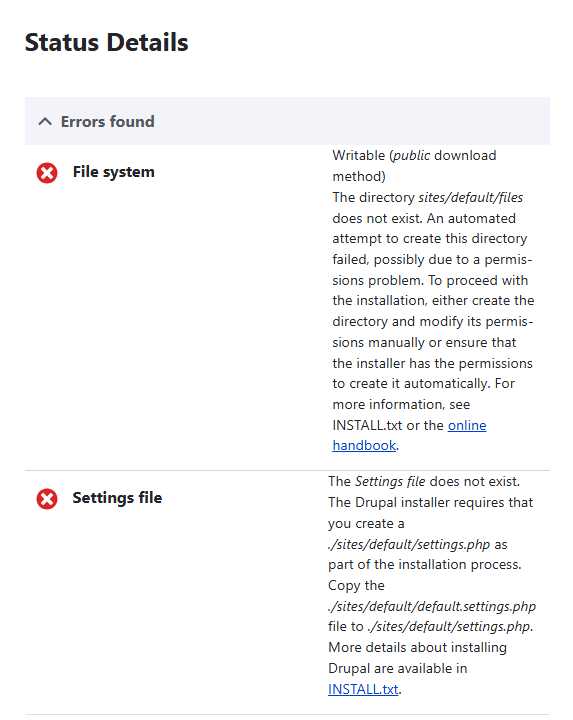 Status Details
Errors found
File system
Writable (public download
method)
The directory sites/default/files
does not exist. An automated
attempt to create this directory
failed, possibly due to a permis-
sions problem. To proceed with
the installation, either create the
directory and modify its permis-
sions manually or ensure that
the installer has the permissions
to create it automatically. For
more information, see
INSTALL.txt or the online
handbook.
Settings file
The Settings file does not exist.
The Drupal installer requires that
you create a
./sites/default/settings.php as
part of the installation process.
Copy the
./sites/default/default.settings.php
file to ./sites/default/settings.php.
More details about installing
Drupal are available in
INSTALL.txt.